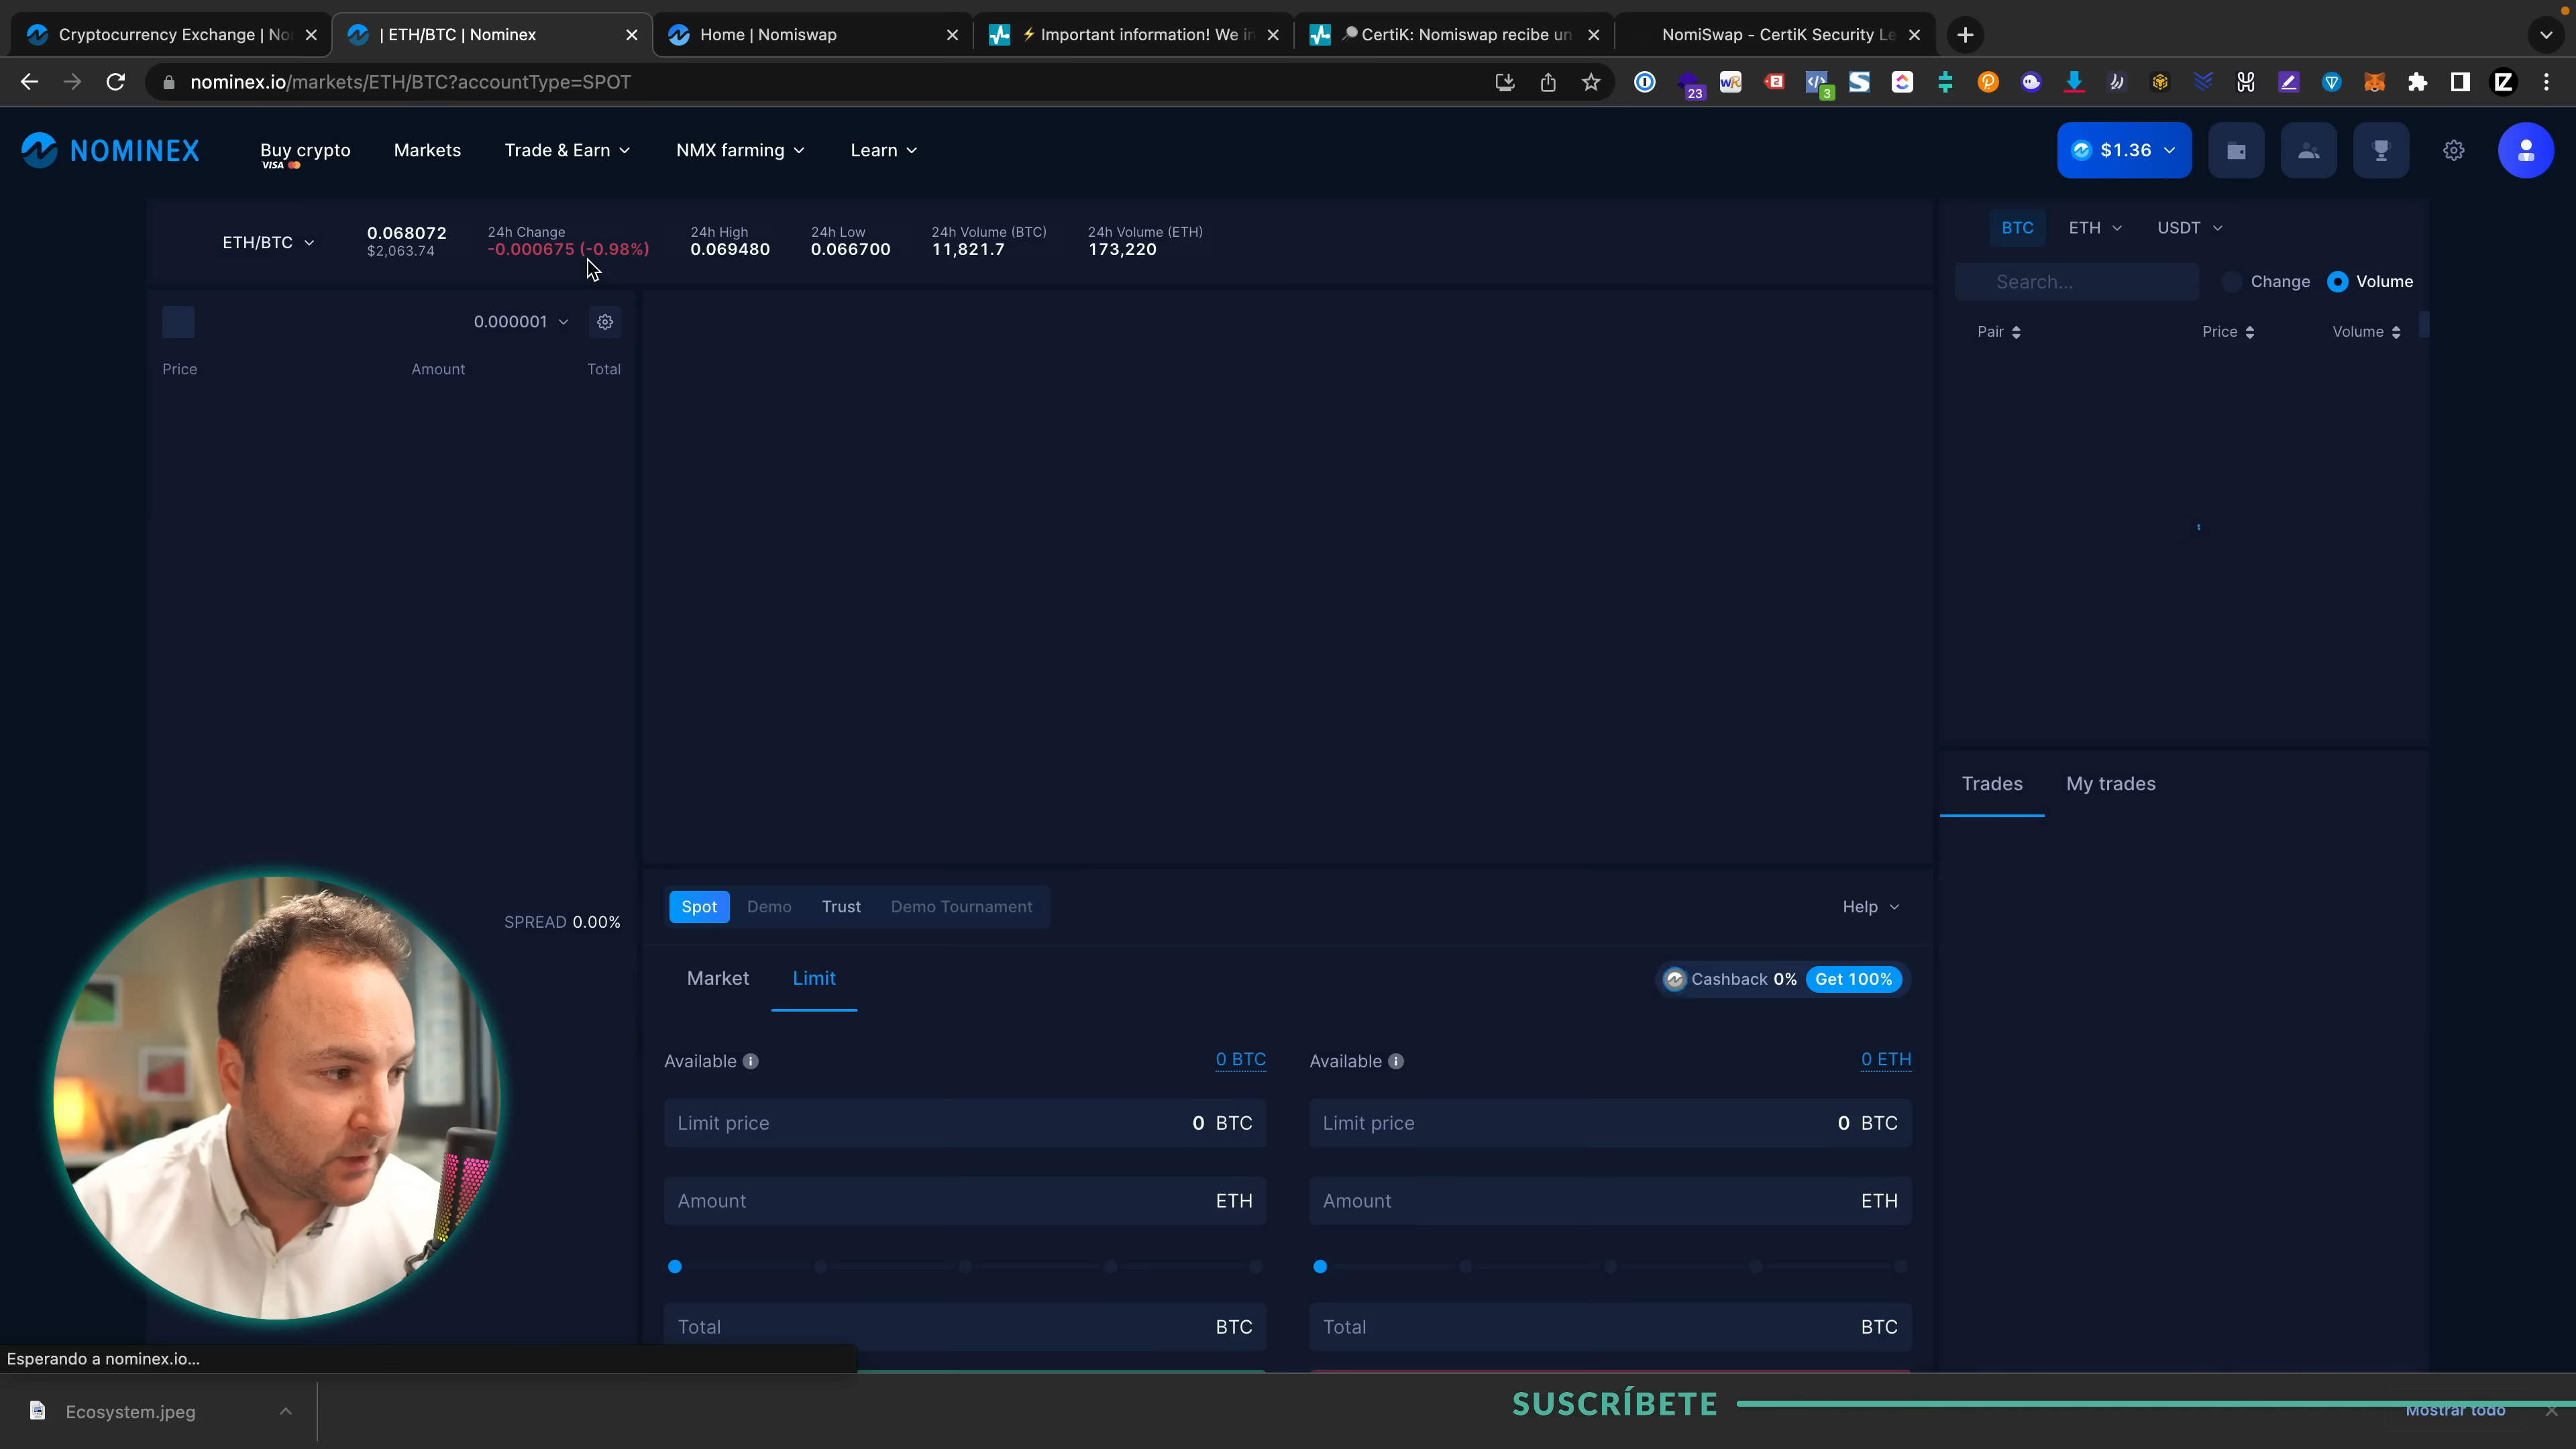 Cryptocurrency Exchange | No
| ETH/BTC | Nominex
Home | Nomiswap
⚡ Important information! We in
🔎 CertiK: Nomiswap recibe un
NomiSwap - CertiK Security Le
nominex.io/markets/ETH/BTC?accountType=SPOT
23
3
NOMINEX
Buy crypto
VISA
Markets
Trade & Earn
NMX farming
Learn
$1.36
ETH/BTC
0.068072
$2,063.74
24h Change
-0.000675 (-0.98%)
24h High
0.069480
24h Low
0.066700
24h Volume (BTC)
11,821.7
24h Volume (ETH)
173,220
BTC ETH USDT
Search...
Change
Volume
Pair Price Volume
0.000001
Price Amount Total
SPREAD 0.00%
Trades My trades
Spot Demo Trust Demo Tournament
Help
Market Limit
Cashback 0% Get 100%
Available 0 BTC
Limit price 0 BTC
Amount ETH
Total BTC
Available 0 ETH
Limit price 0 BTC
Amount ETH
Total BTC
Esperando a nominex.io...
Ecosystem.jpeg
SUSCRÍBETE
Mostrar todo